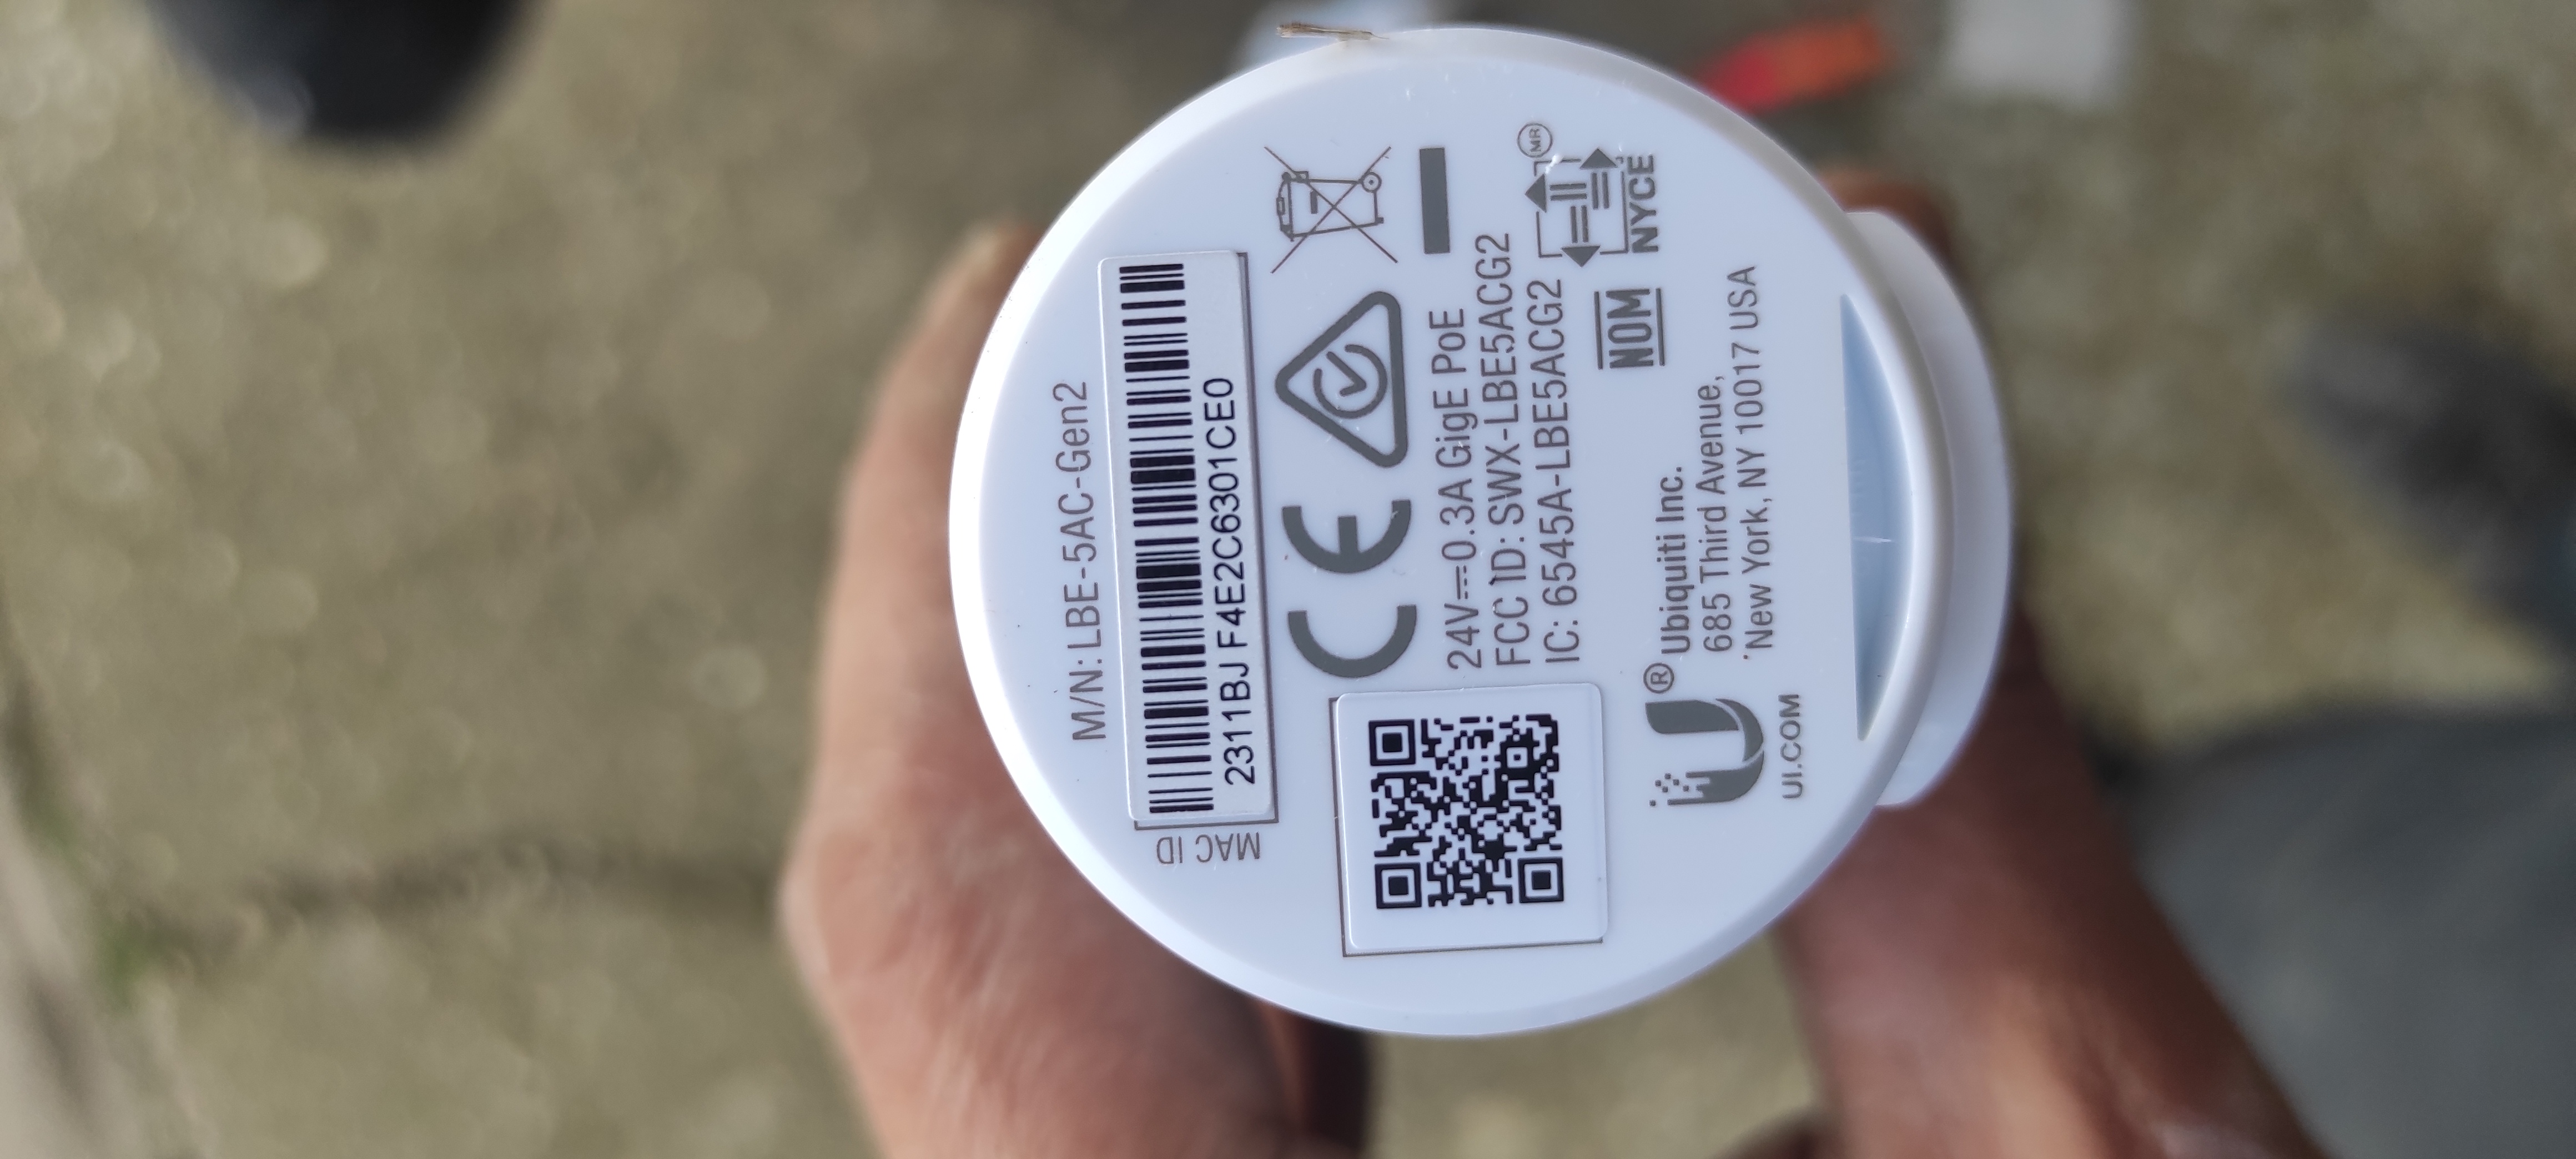 M/N: LBE-5AC-Gen2
MAC ID
2311BJ F4E2C6301CE0
CE
24V⎓0.3A GigE PoE
FCC ID: SWX-LBE5ACG2
IC: 6545A-LBE5ACG2
MR
NOM
NYCE
® Ubiquiti Inc.
685 Third Avenue,
New York, NY 10017 USA
UI.COM